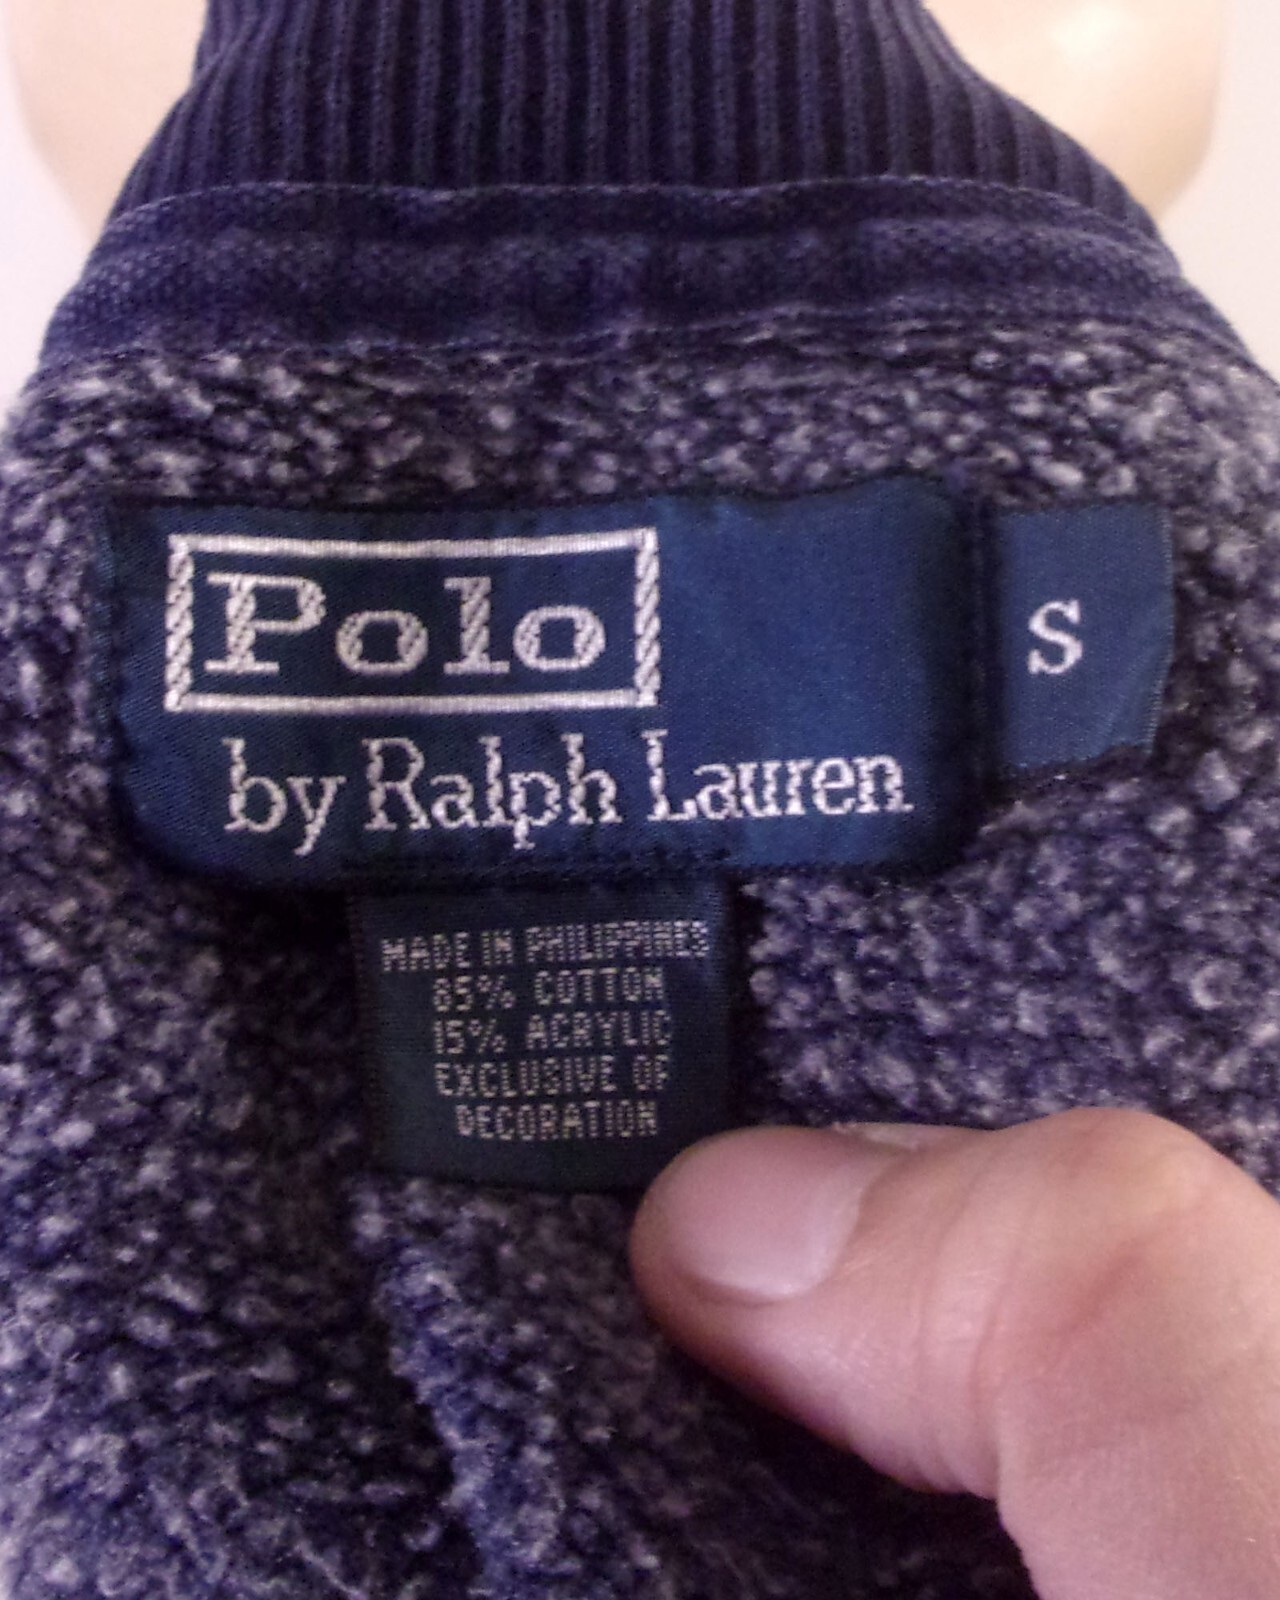 Polo
by Ralph Lauren
S
MADE IN PHILIPPINES
85% COTTON
15% ACRYLIC
EXCLUSIVE OF
DECORATION